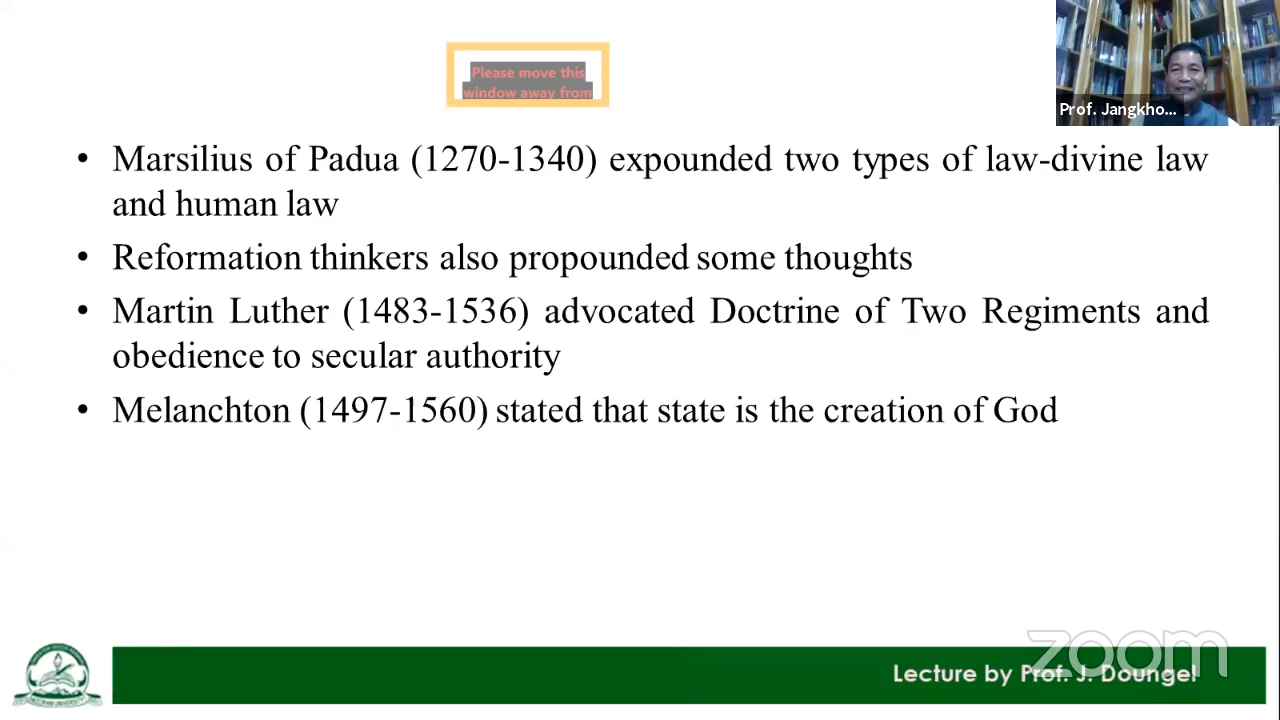 Please move this
window away from
Prof. Jangkho...
• Marsilius of Padua (1270-1340) expounded two types of law-divine law
and human law
• Reformation thinkers also propounded some thoughts
• Martin Luther (1483-1536) advocated Doctrine of Two Regiments and
obedience to secular authority
• Melanchton (1497-1560) stated that state is the creation of God
zoom
Lecture by Prof. J. Doungel